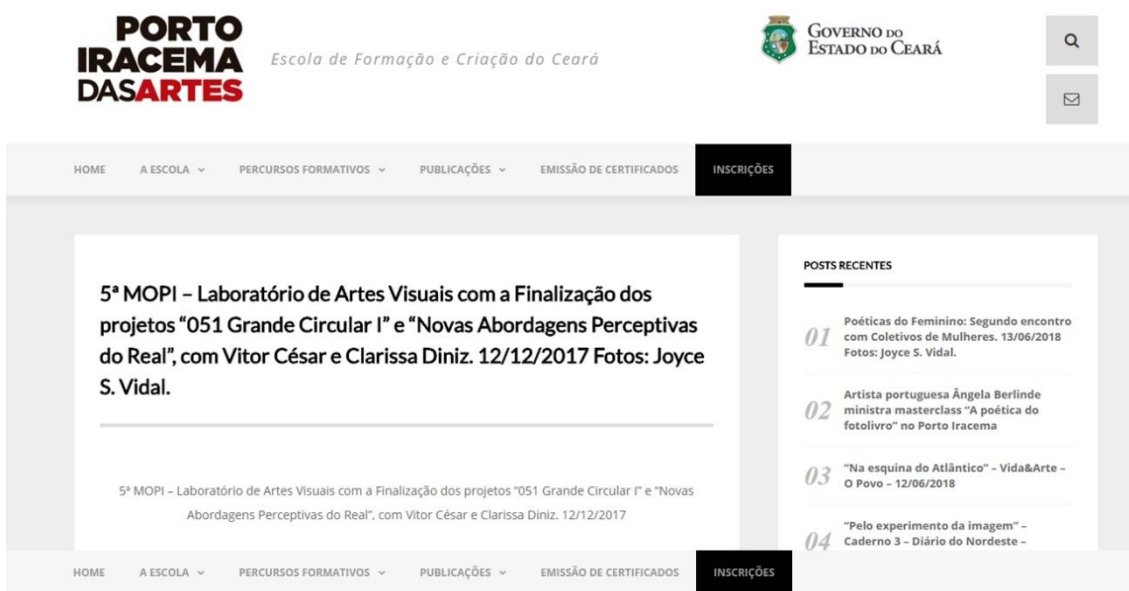 PORTO
IRACEMA
DASARTES
Escola de Formação e Criação do Ceará
GOVERNO DO
ESTADO DO CEARÁ
HOME A ESCOLA PERCURSOS FORMATIVOS PUBLICAÇÕES EMISSÃO DE CERTIFICADOS INSCRIÇÕES
5ª MOPI – Laboratório de Artes Visuais com a Finalização dos
projetos “051 Grande Circular I” e “Novas Abordagens Perceptivas
do Real”, com Vitor César e Clarissa Diniz. 12/12/2017 Fotos: Joyce
S. Vidal.
5ª MOPI – Laboratório de Artes Visuais com a Finalização dos projetos “051 Grande Circular I” e “Novas
Abordagens Perceptivas do Real”, com Vitor César e Clarissa Diniz. 12/12/2017
POSTS RECENTES
01
Poéticas do Feminino: Segundo encontro
com Coletivos de Mulheres. 13/06/2018
Fotos: Joyce S. Vidal.
02
Artista portuguesa Ângela Berlinde
ministra masterclass “A poética do
fotolivro” no Porto Iracema
03
“Na esquina do Atlântico” – Vida&Arte –
O Povo – 12/06/2018
04
“Pelo experimento da imagem” –
Caderno 3 – Diário do Nordeste –
HOME A ESCOLA PERCURSOS FORMATIVOS PUBLICAÇÕES EMISSÃO DE CERTIFICADOS INSCRIÇÕES